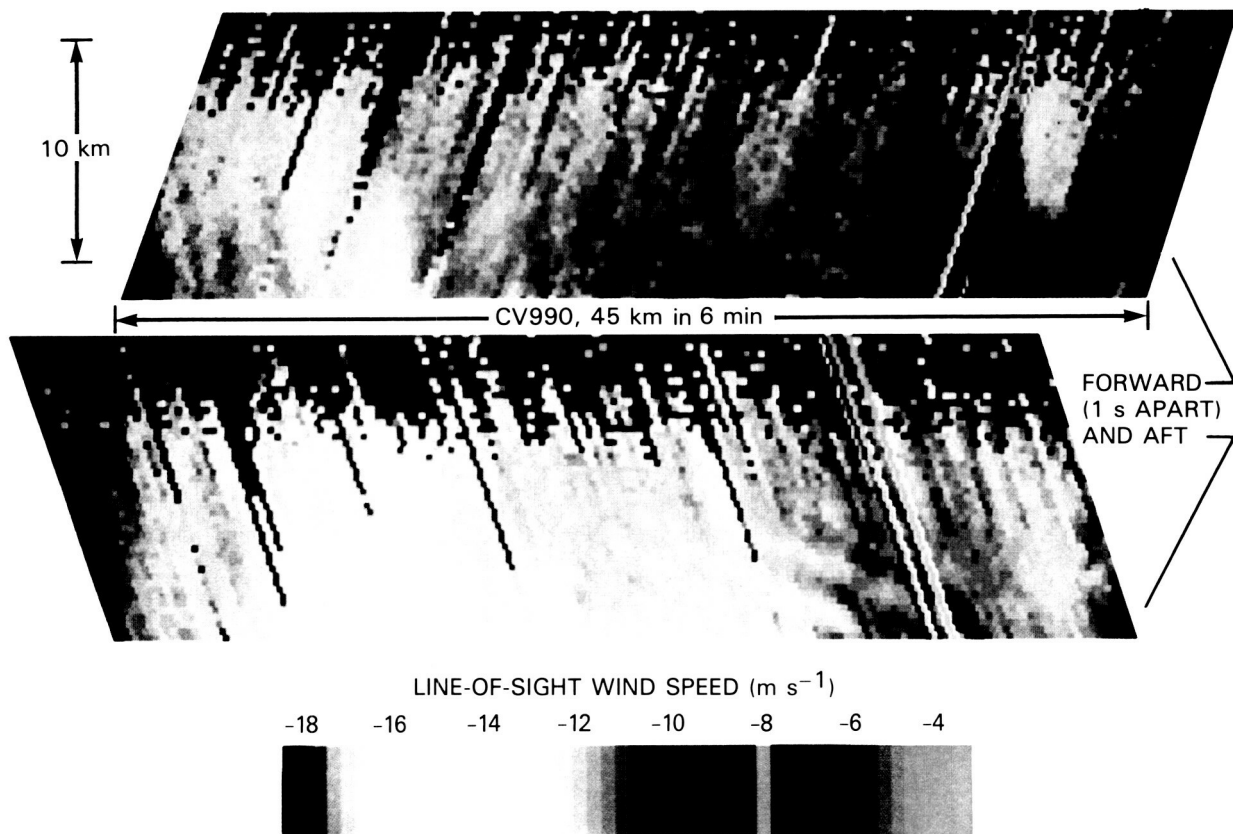 10 km
CV990, 45 km in 6 min
FORWARD
(1 s APART)
AND AFT
LINE-OF-SIGHT WIND SPEED (m s⁻¹)
–18 –16 –14 –12 –10 –8 –6 –4